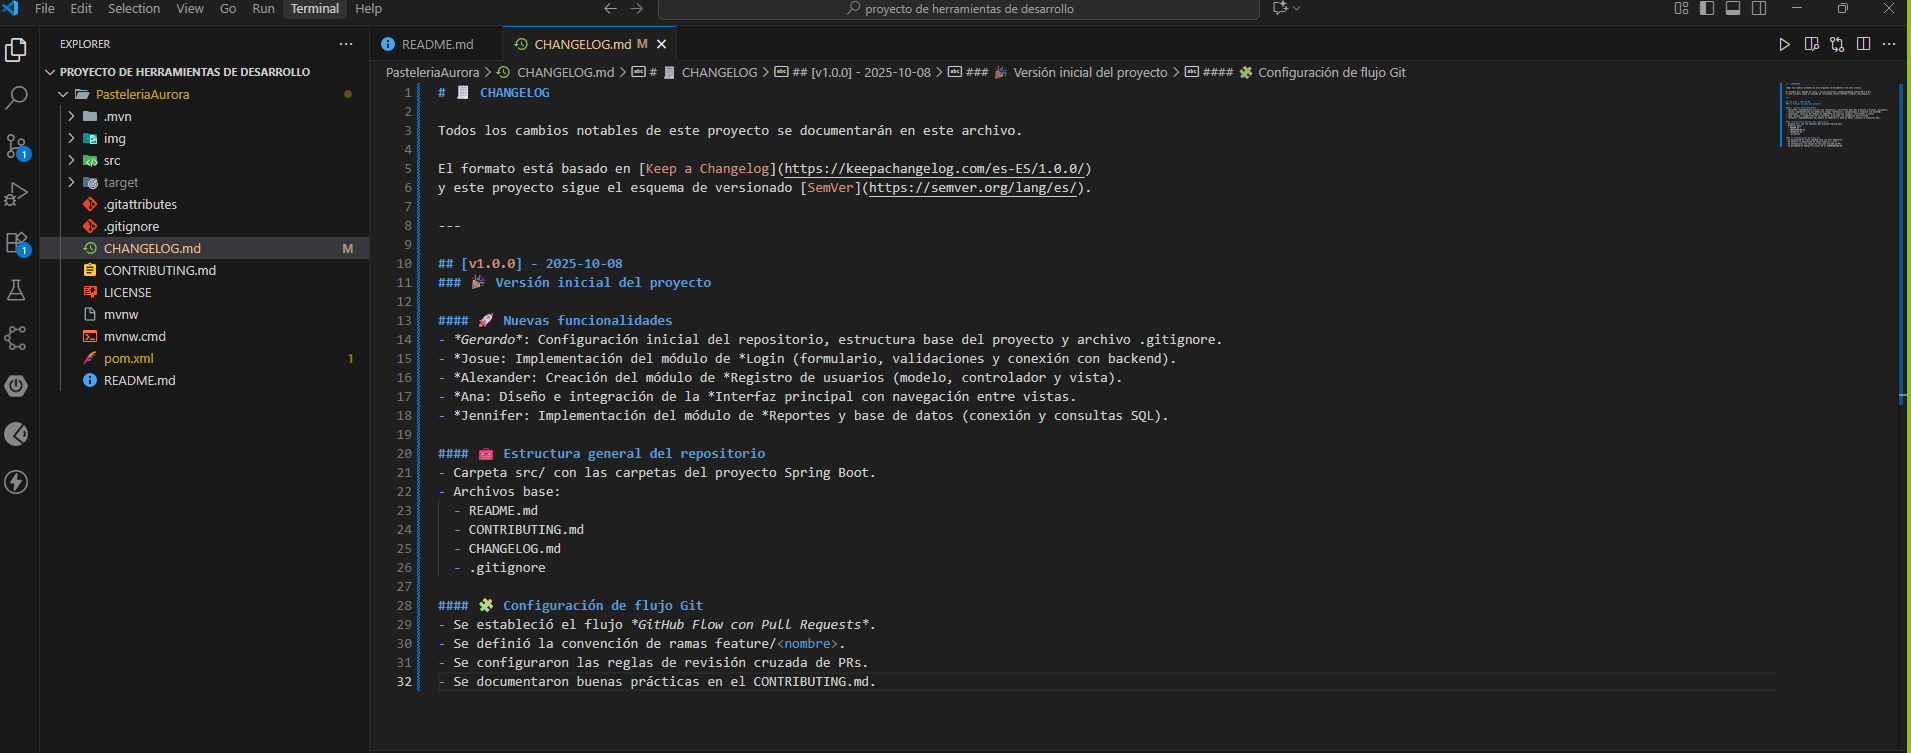 File Edit Selection View Go Run Terminal Help
proyecto de herramientas de desarrollo
EXPLORER
README.md
CHANGELOG.md M
PROYECTO DE HERRAMIENTAS DE DESARROLLO
PasteleriaAurora
.mvn
img
src
target
.gitattributes
.gitignore
CHANGELOG.md M
CONTRIBUTING.md
LICENSE
mvnw
mvnw.cmd
pom.xml 1
README.md
1
1
PasteleriaAurora > CHANGELOG.md > # 🧾 CHANGELOG > ## [v1.0.0] - 2025-10-08 > ### 🎉 Versión inicial del proyecto > #### 🧩 Configuración de flujo Git
1 # 🧾 CHANGELOG
2
3 Todos los cambios notables de este proyecto se documentarán en este archivo.
4
5 El formato está basado en [Keep a Changelog](https://keepachangelog.com/es-ES/1.0.0/)
6 y este proyecto sigue el esquema de versionado [SemVer](https://semver.org/lang/es/).
7
8 ---
9
10 ## [v1.0.0] - 2025-10-08
11 ### 🎉 Versión inicial del proyecto
12
13 #### 🚀 Nuevas funcionalidades
14 - *Gerardo*: Configuración inicial del repositorio, estructura base del proyecto y archivo .gitignore.
15 - *Josue: Implementación del módulo de *Login (formulario, validaciones y conexión con backend).
16 - *Alexander: Creación del módulo de *Registro de usuarios (modelo, controlador y vista).
17 - *Ana: Diseño e integración de la *Interfaz principal con navegación entre vistas.
18 - *Jennifer: Implementación del módulo de *Reportes y base de datos (conexión y consultas SQL).
19
20 #### 🧰 Estructura general del repositorio
21 - Carpeta src/ con las carpetas del proyecto Spring Boot.
22 - Archivos base:
23 - README.md
24 - CONTRIBUTING.md
25 - CHANGELOG.md
26 - .gitignore
27
28 #### 🧩 Configuración de flujo Git
29 - Se estableció el flujo *GitHub Flow con Pull Requests*.
30 - Se definió la convención de ramas feature/<nombre>.
31 - Se configuraron las reglas de revisión cruzada de PRs.
32 - Se documentaron buenas prácticas en el CONTRIBUTING.md.